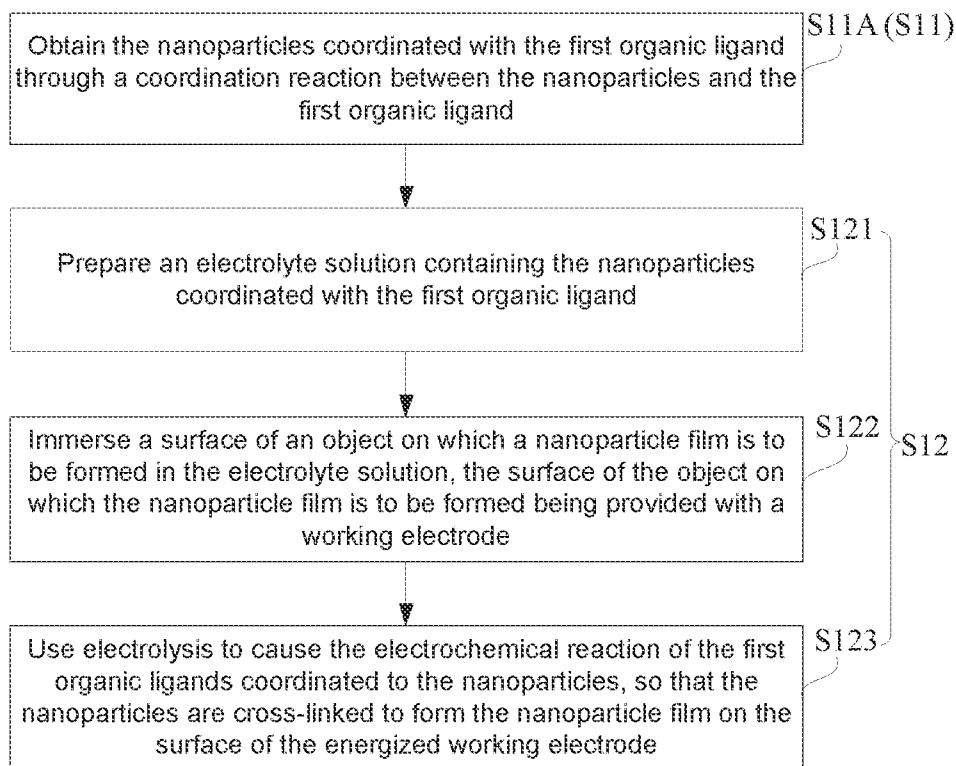 Obtain the nanoparticles coordinated with the first organic ligand
through a coordination reaction between the nanoparticles and the
first organic ligand
S11A (S11)
Prepare an electrolyte solution containing the nanoparticles
coordinated with the first organic ligand
S121
Immerse a surface of an object on which a nanoparticle film is to
be formed in the electrolyte solution, the surface of the object on
which the nanoparticle film is to be formed being provided with a
working electrode
S122
S12
Use electrolysis to cause the electrochemical reaction of the first
organic ligands coordinated to the nanoparticles, so that the
nanoparticles are cross-linked to form the nanoparticle film on the
surface of the energized working electrode
S123